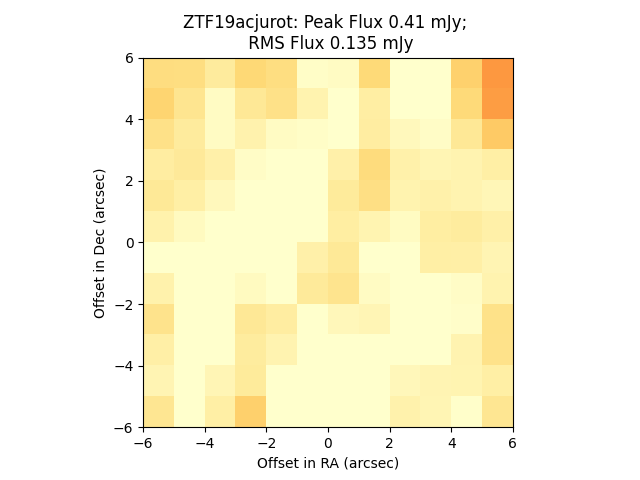 ZTF19acjurot: Peak Flux 0.41 mJy;
RMS Flux 0.135 mJy
6
4
2
0
−2
−4
−6
Offset in Dec (arcsec)
−6 −4 −2 0 2 4 6
Offset in RA (arcsec)